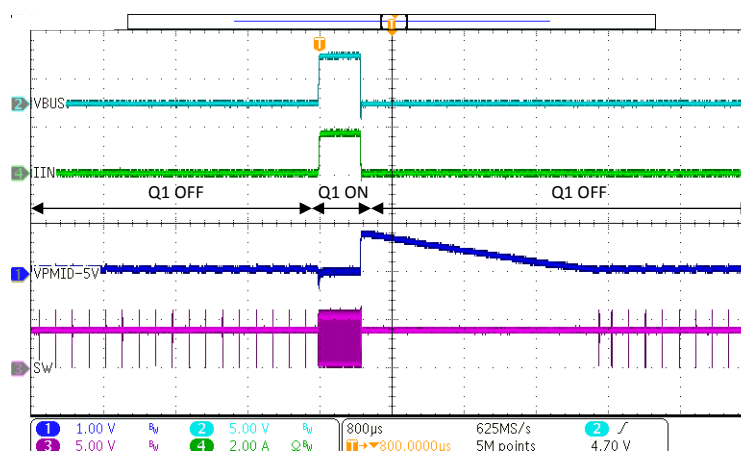 T
T
2 VBUS
4 IIN
Q1 OFF Q1 ON Q1 OFF
1 VPMID-5V
3 SW
1 1.00 V BW 2 5.00 V BW 800µs 625MS/s 2
3 5.00 V BW 4 2.00 A ΩBW T→▼800.0000µs 5M points 4.70 V